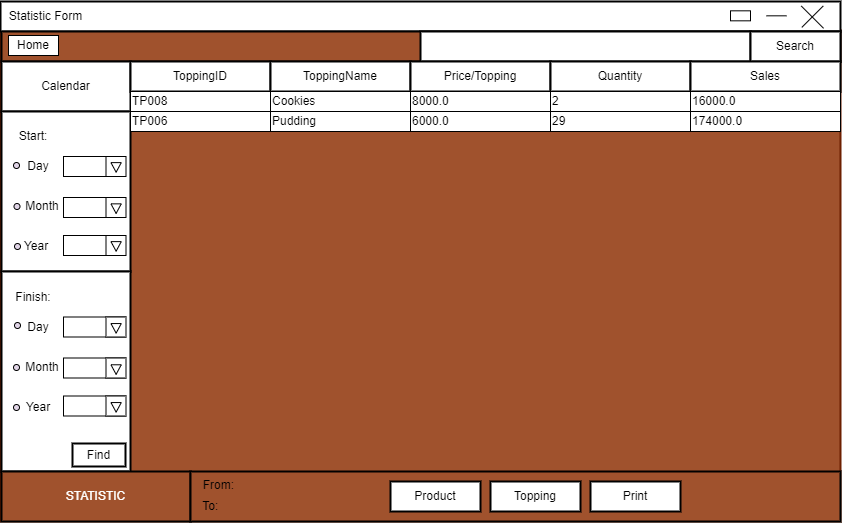 Statistic Form
Home
Search
Calendar
ToppingID ToppingName Price/Topping Quantity Sales
TP008 Cookies 8000.0 2 16000.0
TP006 Pudding 6000.0 29 174000.0
Start:
Day
Month
Year
Finish:
Day
Month
Year
Find
STATISTIC
From:
To:
Product Topping Print